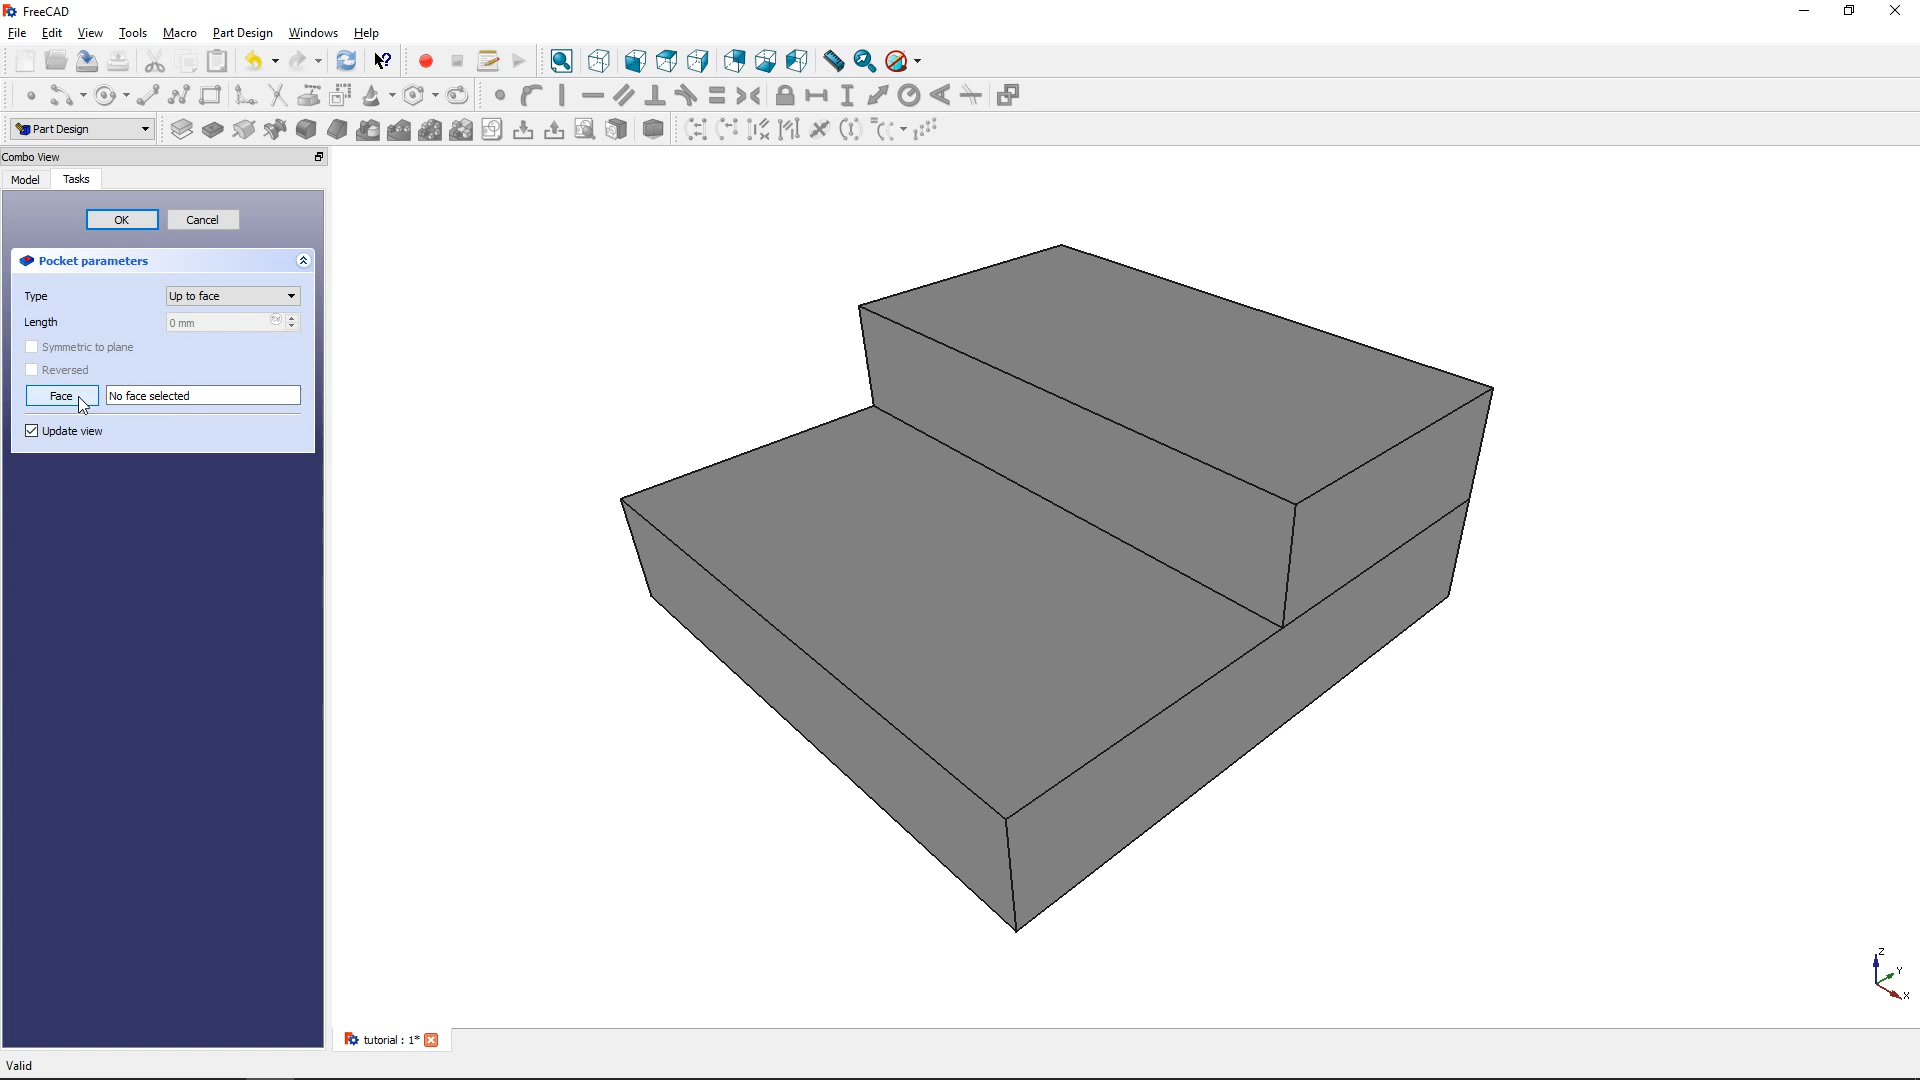 FreeCAD
File Edit View Tools Macro Part Design Windows Help
Part Design
Combo View
Model Tasks
OK Cancel
Pocket parameters
Type Up to face
Length 0 mm
Symmetric to plane
Reversed
Face No face selected
Update view
Z
Y
X
tutorial : 1*
Valid